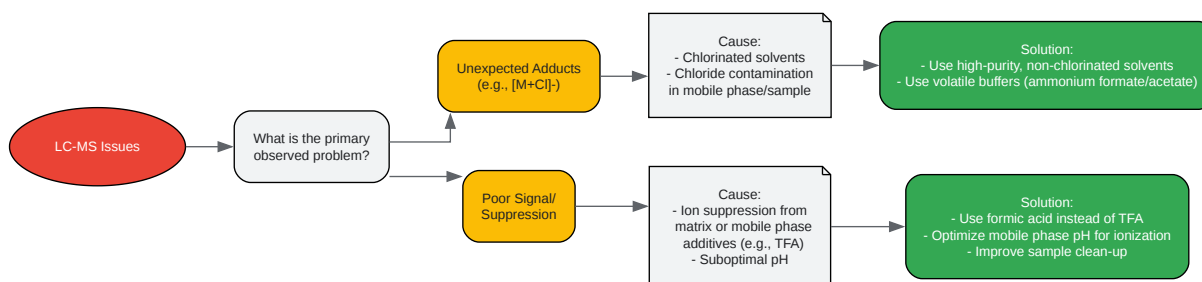 LC-MS Issues
What is the primary
observed problem?
Unexpected Adducts
(e.g., [M+Cl]-)
Cause:
- Chlorinated solvents
- Chloride contamination
in mobile phase/sample
Solution:
- Use high-purity, non-chlorinated solvents
- Use volatile buffers (ammonium formate/acetate)
Poor Signal/
Suppression
Cause:
- Ion suppression from
matrix or mobile phase
additives (e.g., TFA)
- Suboptimal pH
Solution:
- Use formic acid instead of TFA
- Optimize mobile phase pH for ionization
- Improve sample clean-up